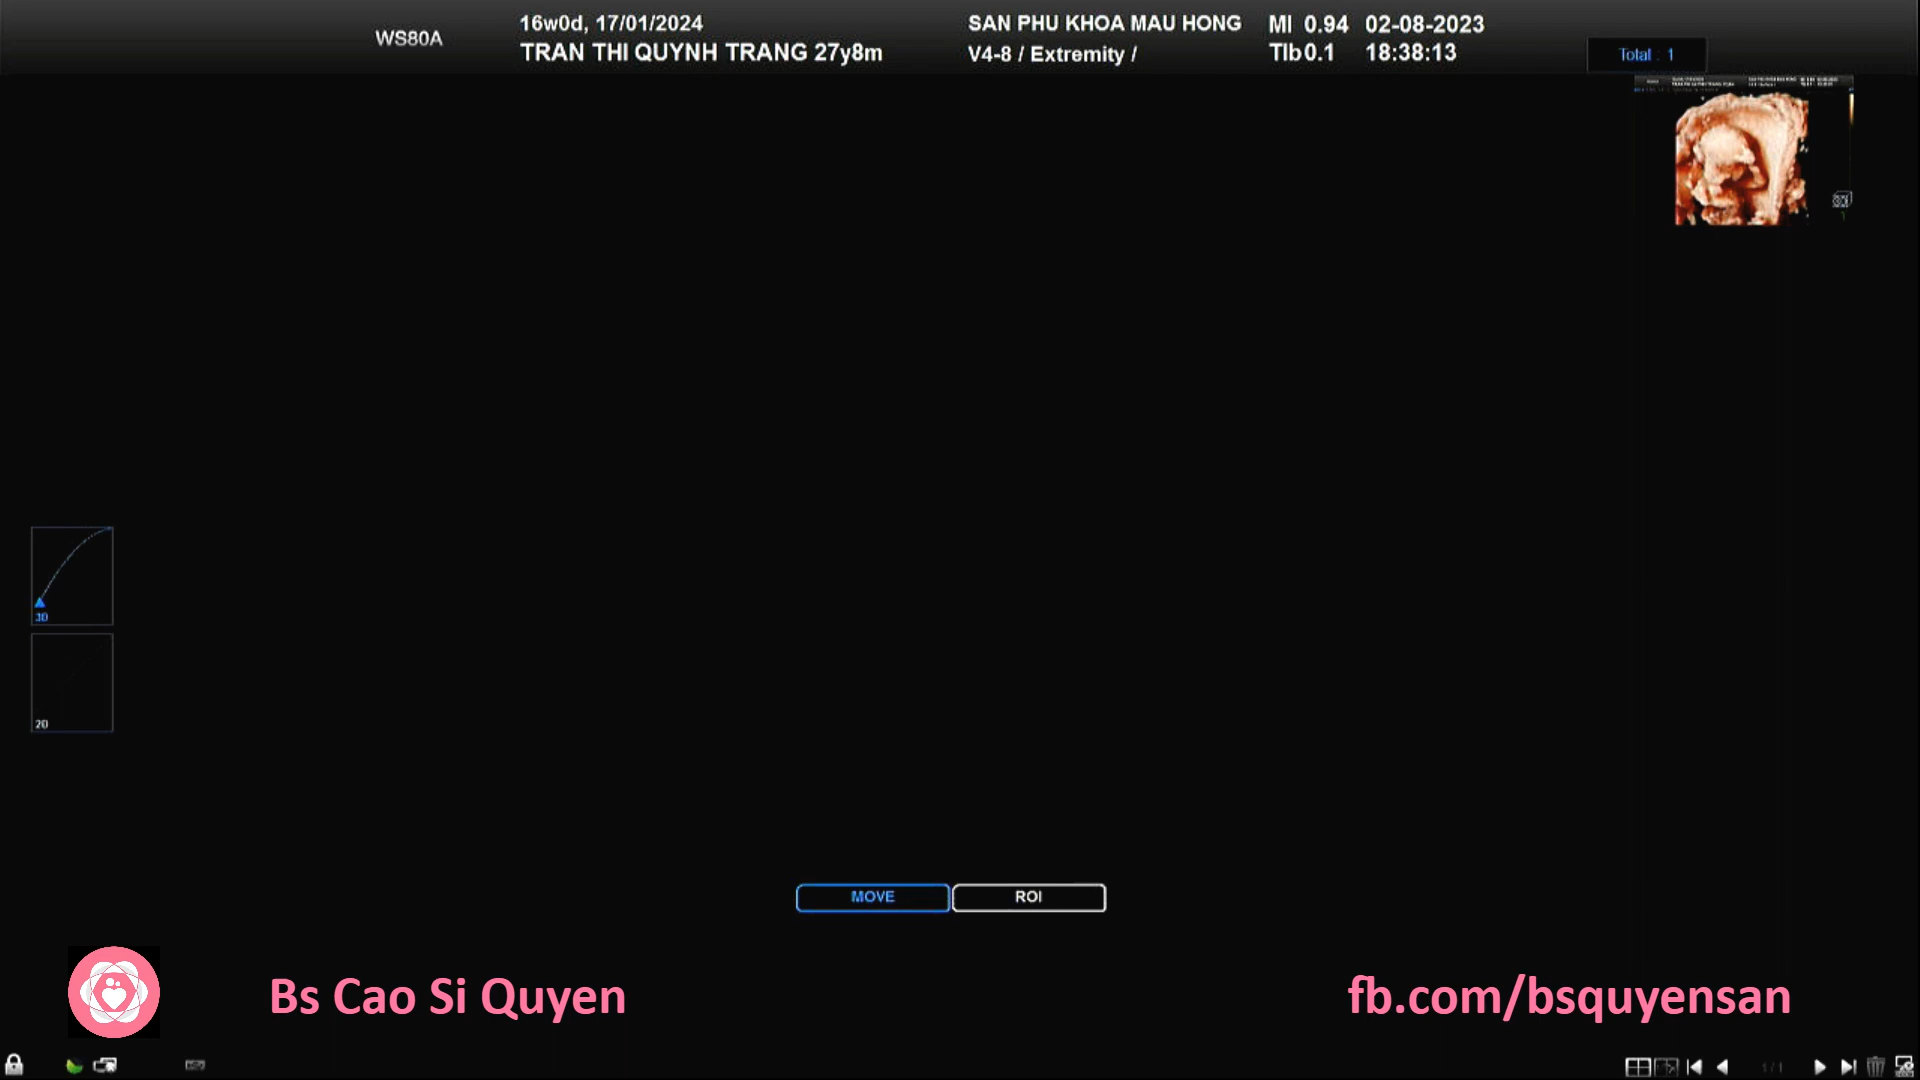 WS80A
16w0d, 17/01/2024
TRAN THI QUYNH TRANG 27y8m
SAN PHU KHOA MAU HONG
V4-8 / Extremity /
MI 0.94 02-08-2023
TIb0.1 18:38:13
Total : 1
30
20
MOVE
ROI
Bs Cao Si Quyen
fb.com/bsquyensan
1 / 1